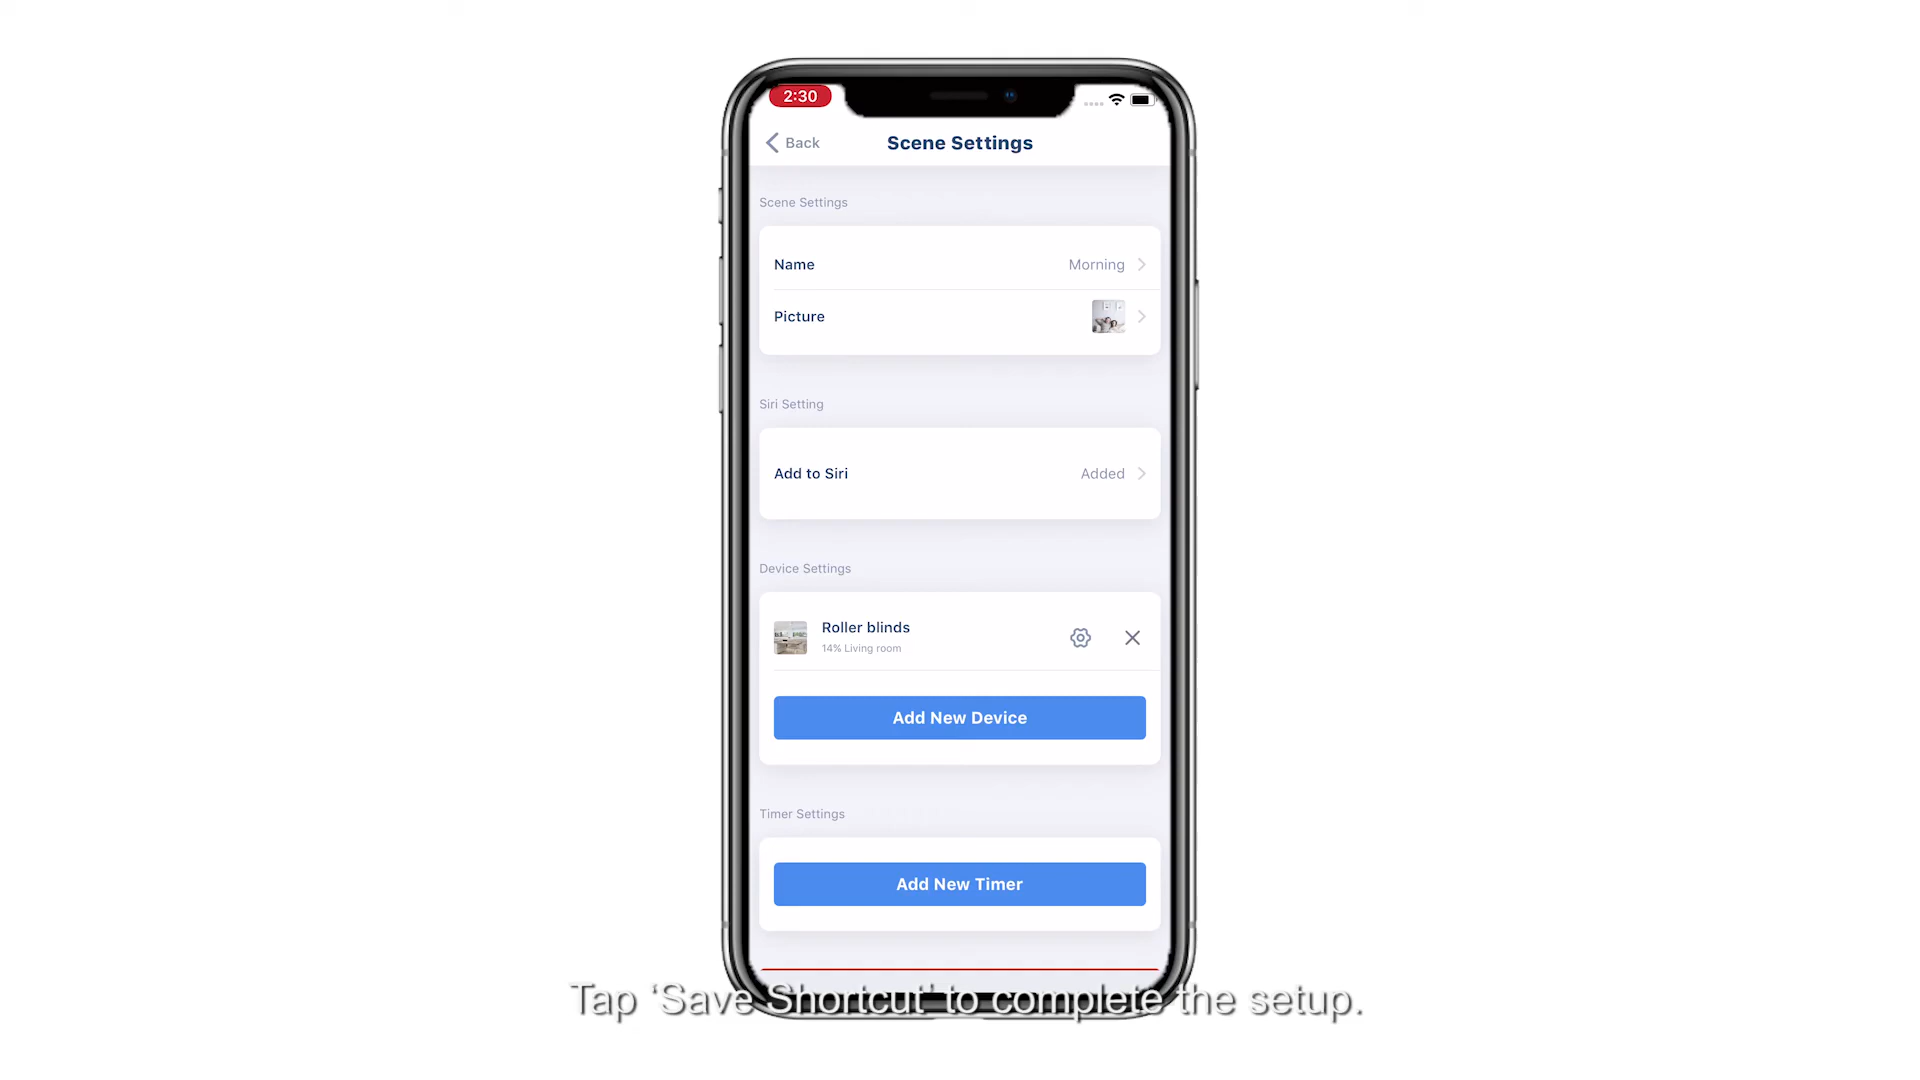 2:30
Back
Scene Settings
Scene Settings
Name
Morning
Picture
Siri Setting
Add to Siri
Added
Device Settings
Roller blinds
14% Living room
Add New Device
Timer Settings
Add New Timer
Tap ‘Save Shortcut’ to complete the setup.